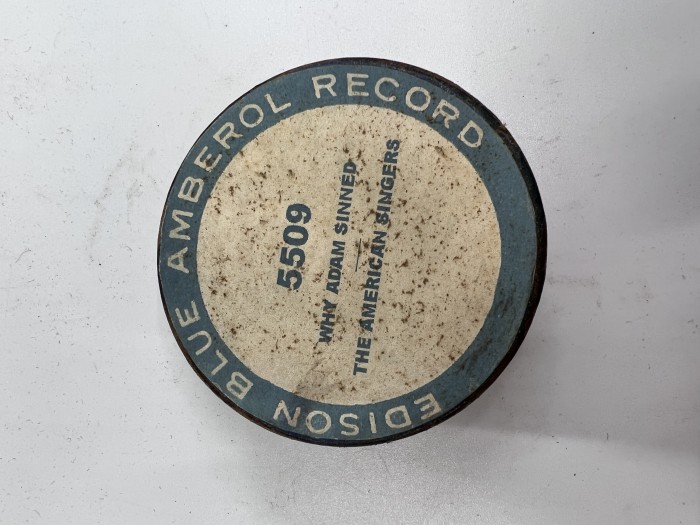 EDISON BLUE AMBEROL RECORD
5509
WHY ADAM SINNED
THE AMERICAN SINGERS